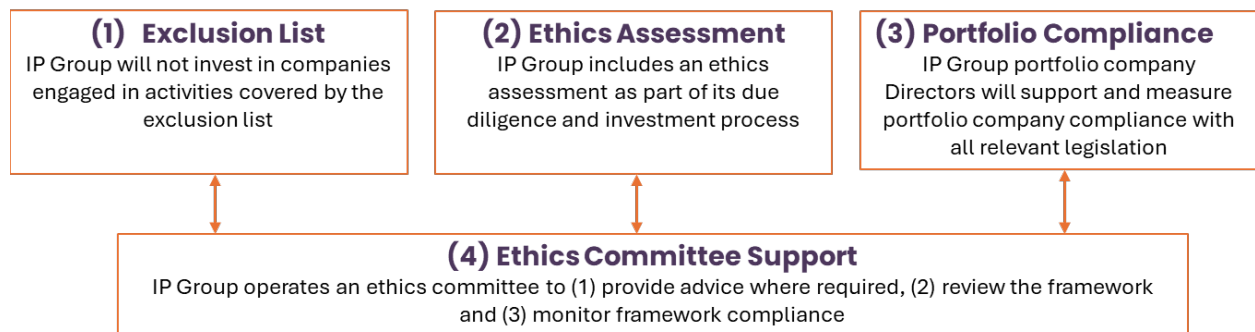 (1) Exclusion List
IP Group will not invest in companies
engaged in activities covered by the
exclusion list
(2) Ethics Assessment
IP Group includes an ethics
assessment as part of its due
diligence and investment process
(3) Portfolio Compliance
IP Group portfolio company
Directors will support and measure
portfolio company compliance with
all relevant legislation
(4) Ethics Committee Support
IP Group operates an ethics committee to (1) provide advice where required, (2) review the framework
and (3) monitor framework compliance